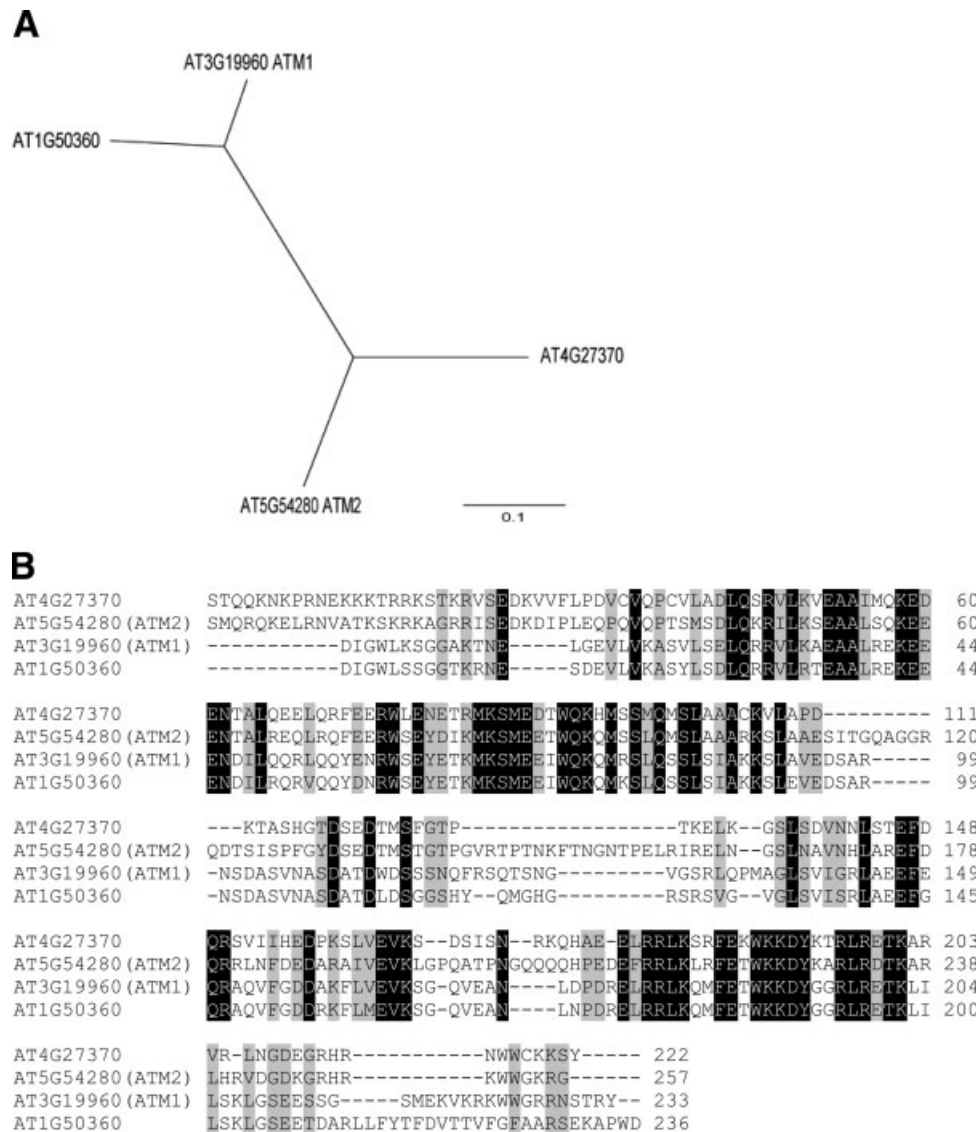 A
AT3G19960 ATM1
AT1G50360
AT4G27370
AT5G54280 ATM2
0.1
B
AT4G27370 STQQKNKPRNEKKKTRRKSTKRVSEDKVVFLPDVCVQPCVLADLQSRVLKVEAAIMQKED 60
AT5G54280(ATM2) SMQRQKELRNVATKSKRKAGRRISEDKDIPLEQPQVQPTSMSDLQKRILKSEAALSQKEE 60
AT3G19960(ATM1) -----------DIGWLKSGGAKTNE-----LGEVLVKASVLSELQRRVLKAEAALREKEE 44
AT1G50360 -----------DIGWLSSGGTKRNE-----SDEVLVKASYLSDLQRRVLRTEAALREKEE 44
AT4G27370 ENTALQEELQRFEERWLENETRMKSMEDTWQKHMSSMQMSLAAACKVLAPD--------- 111
AT5G54280(ATM2) ENTALREQLRQFEERWSEYDIKMKSMEETWQKQMSSLQMSLAAARKSLAAESITGQAGGR 120
AT3G19960(ATM1) ENDILQQRLQQYENRWSEYETKMKSMEEIWQKQMRSLQSSLSIAKKSLAVEDSAR----- 99
AT1G50360 ENDILRQRVQQYDNRWSEYETKMKSMEEIWQKQMKSLQSSLSIAKKSLEVEDSAR----- 99
AT4G27370 ---KTASHGTDSEDTMSFGTP------------------TKELK--GSLSDVNNLSTEFD 148
AT5G54280(ATM2) QDTSISPFGYDSEDTMSTGTPGVRTPTNKFTNGNTPELRIRELN--GSLNAVNHLAREFD 178
AT3G19960(ATM1) -NSDASVNASDATDWDSSSNQFRSQTSNG----------VGSRLQPMAGLSVIGRLAEEFE 149
AT1G50360 -NSDASVNASDATDLDSGGSHY--QMGHG----------RSRSVG--VGLSVISRLAEEFG 145
AT4G27370 QRSVIIHEDPKSLVEVKS--DSISN--RKQHAE-ELRRLKSRFEKWKKDYKTRLRETKAR 203
AT5G54280(ATM2) QRRLNFDEDARAIVEVKLGPQATPNGQQQQHPEDEFRRLKLRFETWKKDYKARLRDTKAR 238
AT3G19960(ATM1) QRAQVFGDDAKFLVEVKSG-QVEAN----LDPDRELRRLKQMFETWKKDYGGRLRETKLI 204
AT1G50360 QRAQVFGDDRKFLMEVKSG-QVEAN----LNPDRELRRLKQMFETWKKDYGGRLRETKLI 200
AT4G27370 VR-LNGDEGRHR-----------NWWCKKSY----- 222
AT5G54280(ATM2) LHRVDGDKGRHR-----------KWWGKRG------ 257
AT3G19960(ATM1) LSKLGSEESSG-----SMEKVKRKWWGRRNSTRY-- 233
AT1G50360 LSKLGSEETDARLLFYTFDVTTVFGFAARSEKAPWD 236